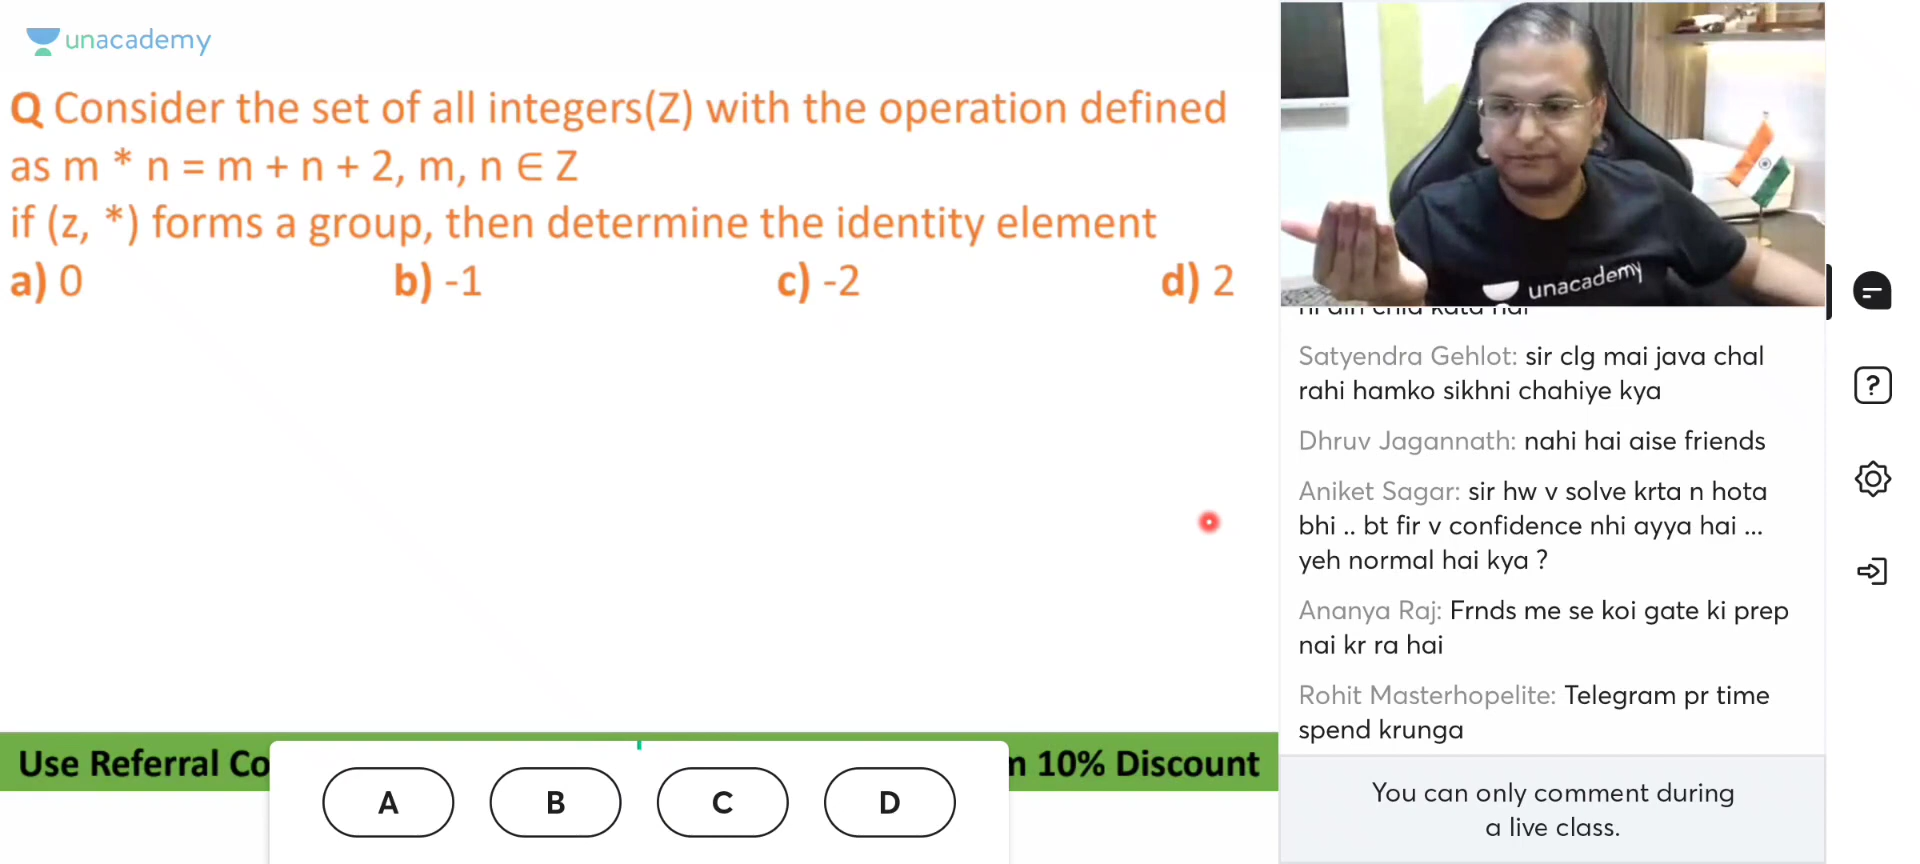 unacademy
Q Consider the set of all integers(Z) with the operation defined
as m * n = m + n + 2, m, n ∈ Z
if (z, *) forms a group, then determine the identity element
a) 0 b) -1 c) -2 d) 2
unacademy
Satyendra Gehlot: sir clg mai java chal
rahi hamko sikhni chahiye kya
Dhruv Jagannath: nahi hai aise friends
Aniket Sagar: sir hw v solve krta n hota
bhi .. bt fir v confidence nhi ayya hai ...
yeh normal hai kya ?
Ananya Raj: Frnds me se koi gate ki prep
nai kr ra hai
Rohit Masterhopelite: Telegram pr time
spend krunga
Use Referral Co
10% Discount
A B C D
You can only comment during
a live class.
?